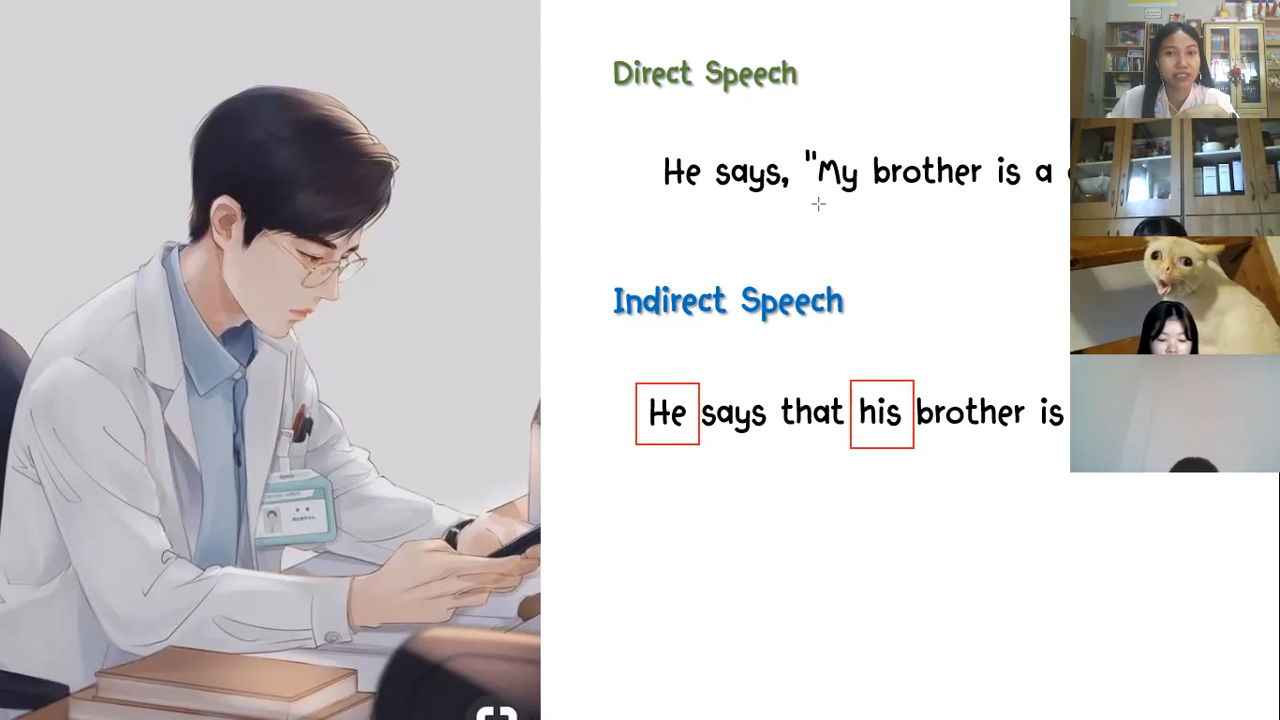 Direct Speech
He says, "My brother is a
Indirect Speech
He says that his brother is